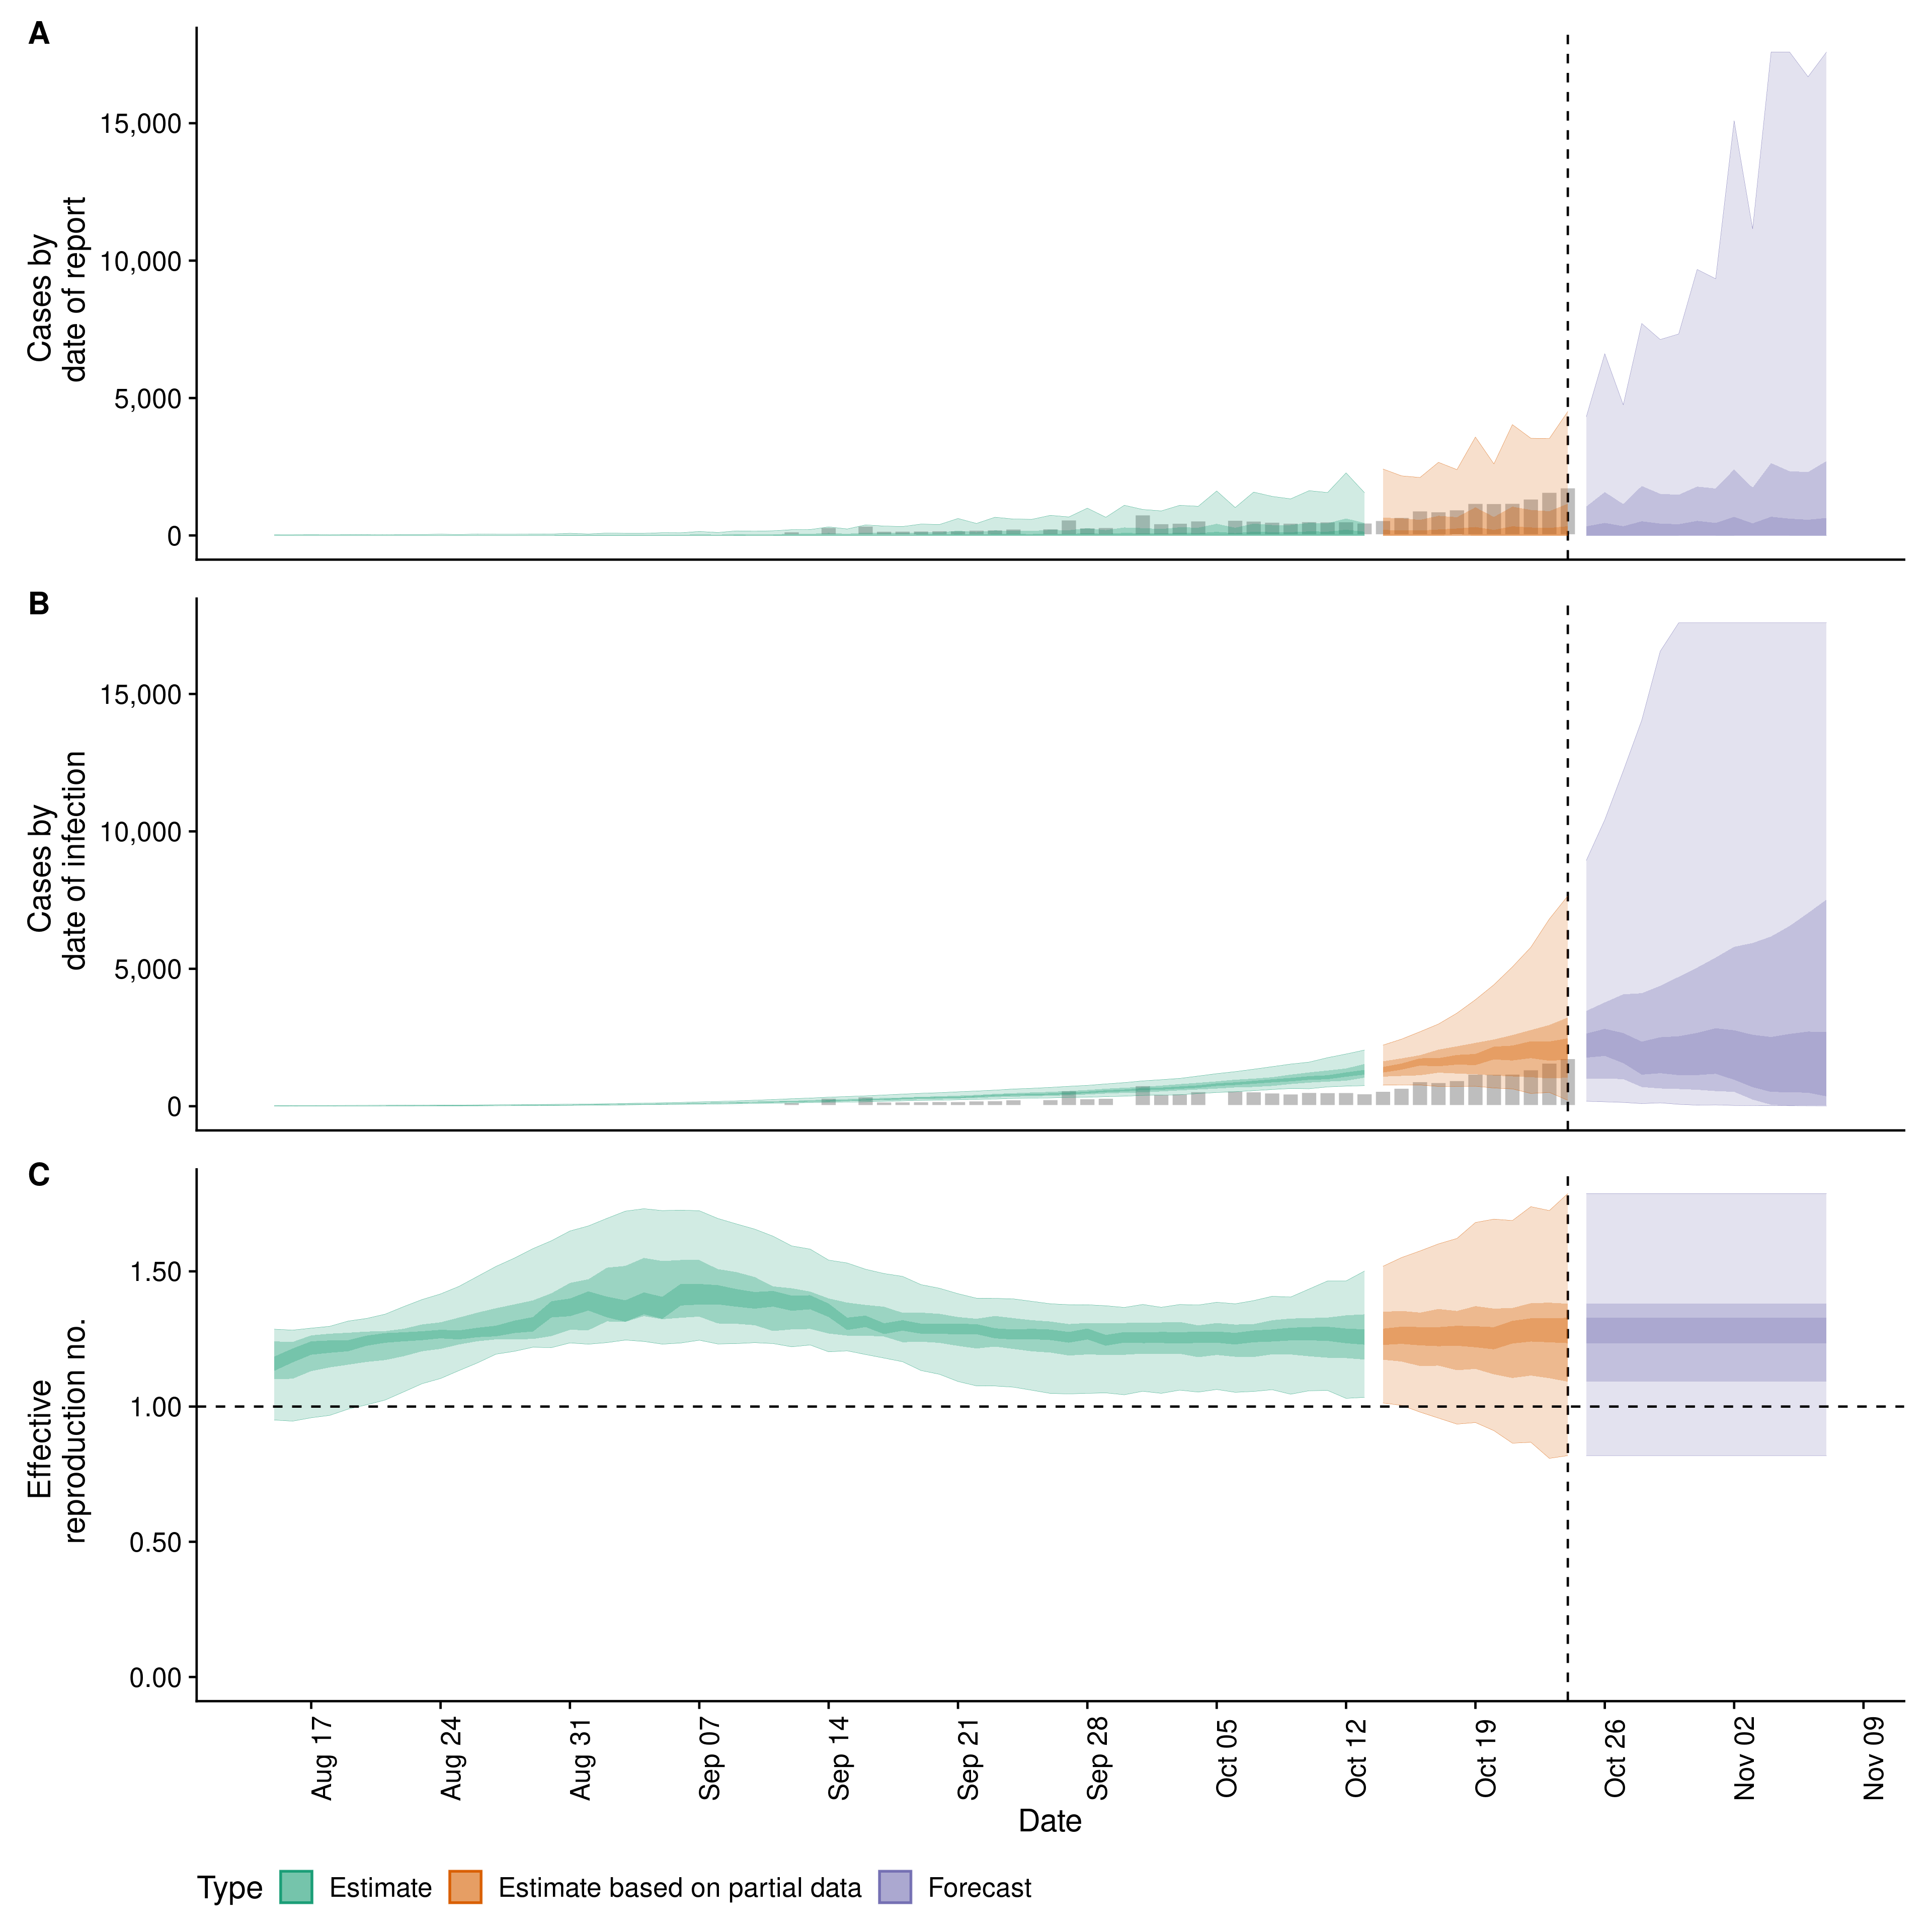 A
Cases by
date of report
15,000
10,000
5,000
0
B
Cases by
date of infection
15,000
10,000
5,000
0
C
Effective
reproduction no.
1.50
1.00
0.50
0.00
Aug 17
Aug 24
Aug 31
Sep 07
Sep 14
Sep 21
Sep 28
Oct 05
Oct 12
Oct 19
Oct 26
Nov 02
Nov 09
Date
Type Estimate Estimate based on partial data Forecast